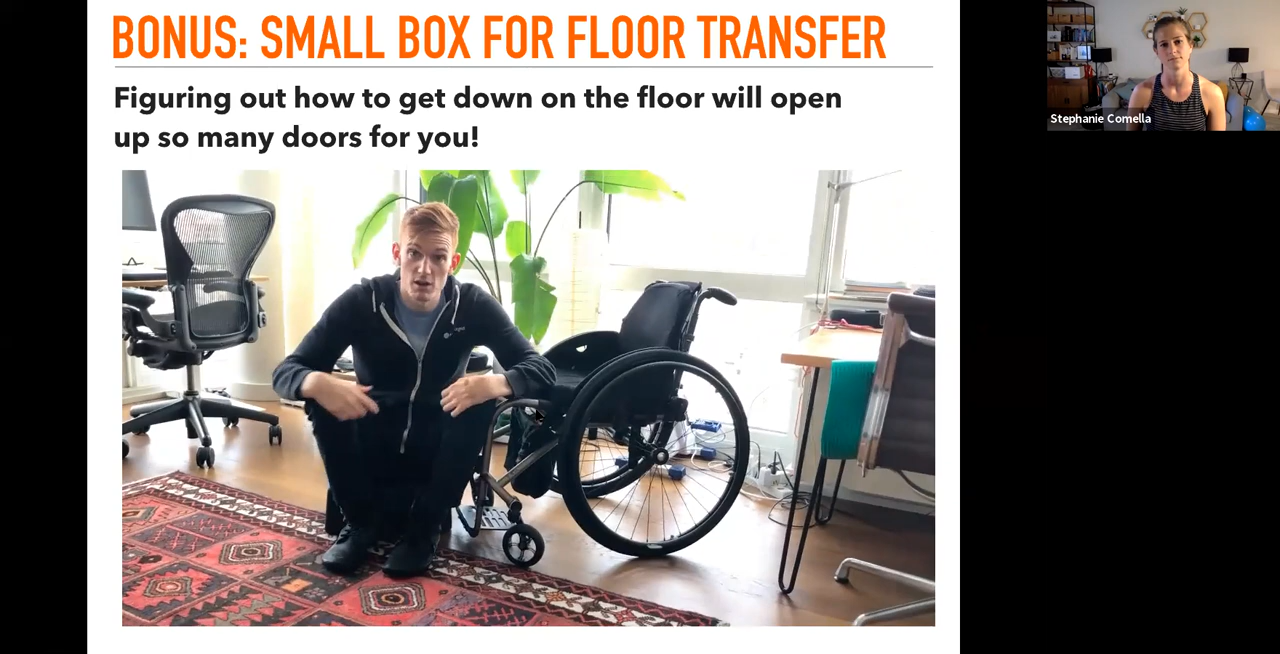 BONUS: SMALL BOX FOR FLOOR TRANSFER
Figuring out how to get down on the floor will open
up so many doors for you!
Stephanie Comella